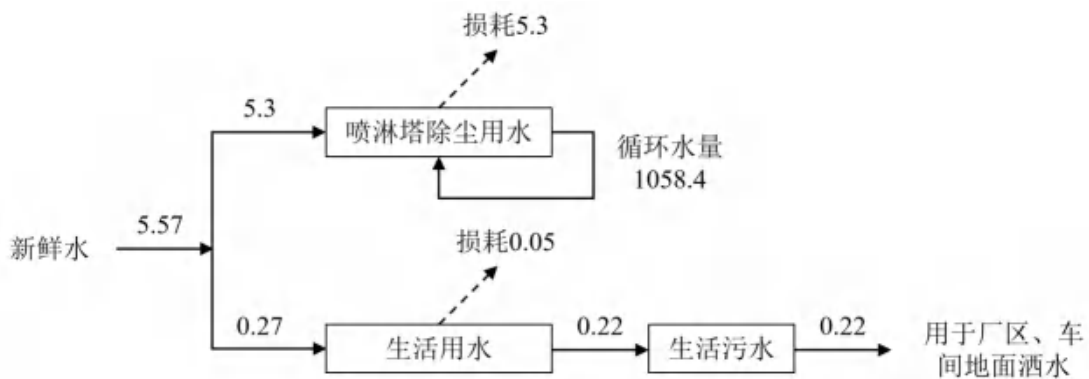 损耗5.3
5.3
喷淋塔除尘用水
循环水量
1058.4
新鲜水
5.57
损耗0.05
0.27
生活用水
0.22
生活污水
0.22
用于厂区、车
间地面洒水